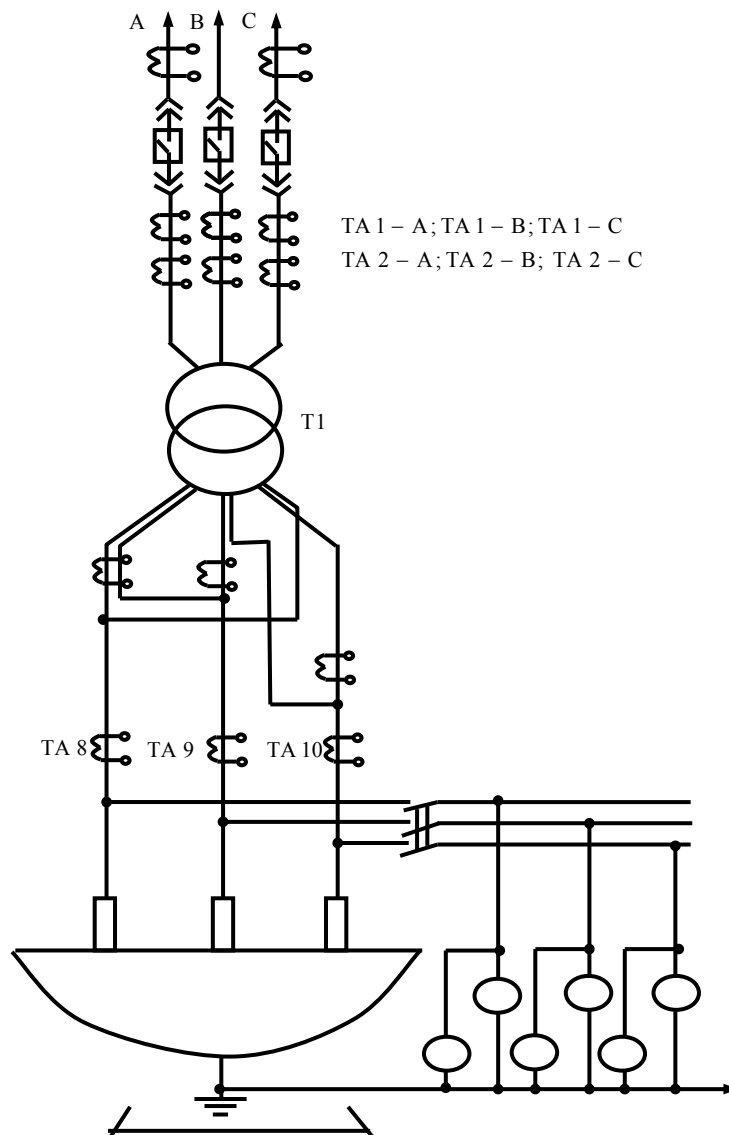 A B C
TA 1 – A; TA 1 – B; TA 1 – C
TA 2 – A; TA 2 – B; TA 2 – C
T1
TA 8 TA 9 TA 10